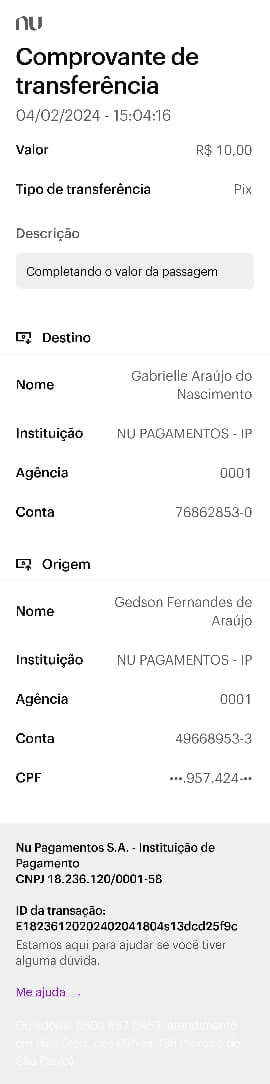 nu
Comprovante de
transferência
04/02/2024 - 15:04:16
Valor R$ 10,00
Tipo de transferência Pix
Descrição
Completando o valor da passagem
Destino
Nome Gabrielle Araújo do
Nascimento
Instituição NU PAGAMENTOS - IP
Agência 0001
Conta 76862853-0
Origem
Nome Gedson Fernandes de
Araújo
Instituição NU PAGAMENTOS - IP
Agência 0001
Conta 49668953-3
CPF •••.957.424-••
Nu Pagamentos S.A. - Instituição de
Pagamento
CNPJ 18.236.120/0001-58
ID da transação:
E18236120202402041804s13dcd25f9c
Estamos aqui para ajudar se você tiver
alguma dúvida.
Me ajuda →
Ouvidoria: 0800 887 0463, atendimento
em dias úteis, das 09h às 18h (horário de
São Paulo).